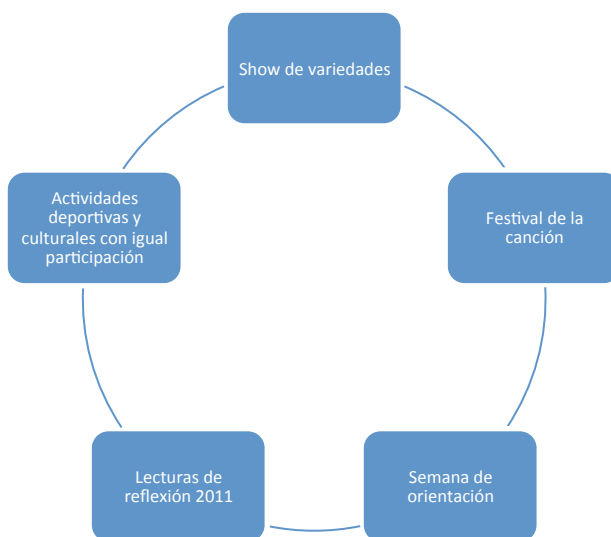 Show de variedades
Festival de la
canción
Semana de
orientación
Lecturas de
reflexión 2011
Actividades
deportivas y
culturales con igual
participación